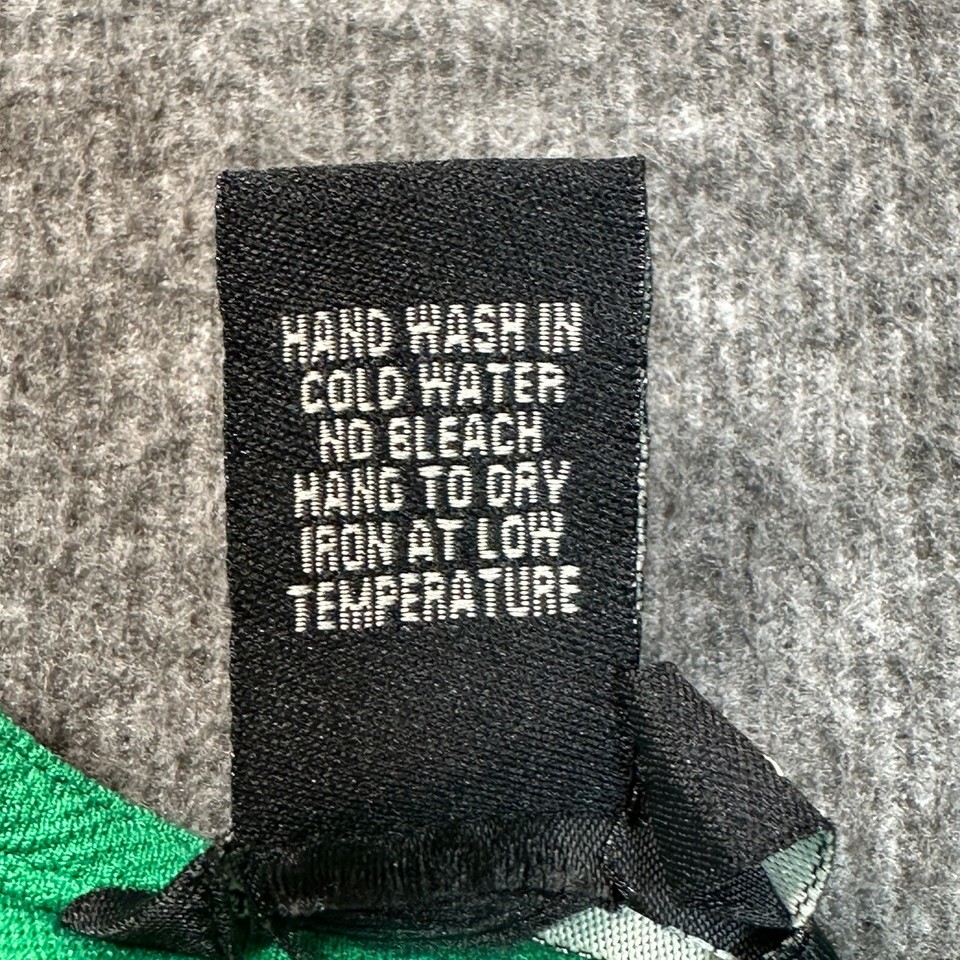 HAND WASH IN
COLD WATER
NO BLEACH
HANG TO DRY
IRON AT LOW
TEMPERATURE